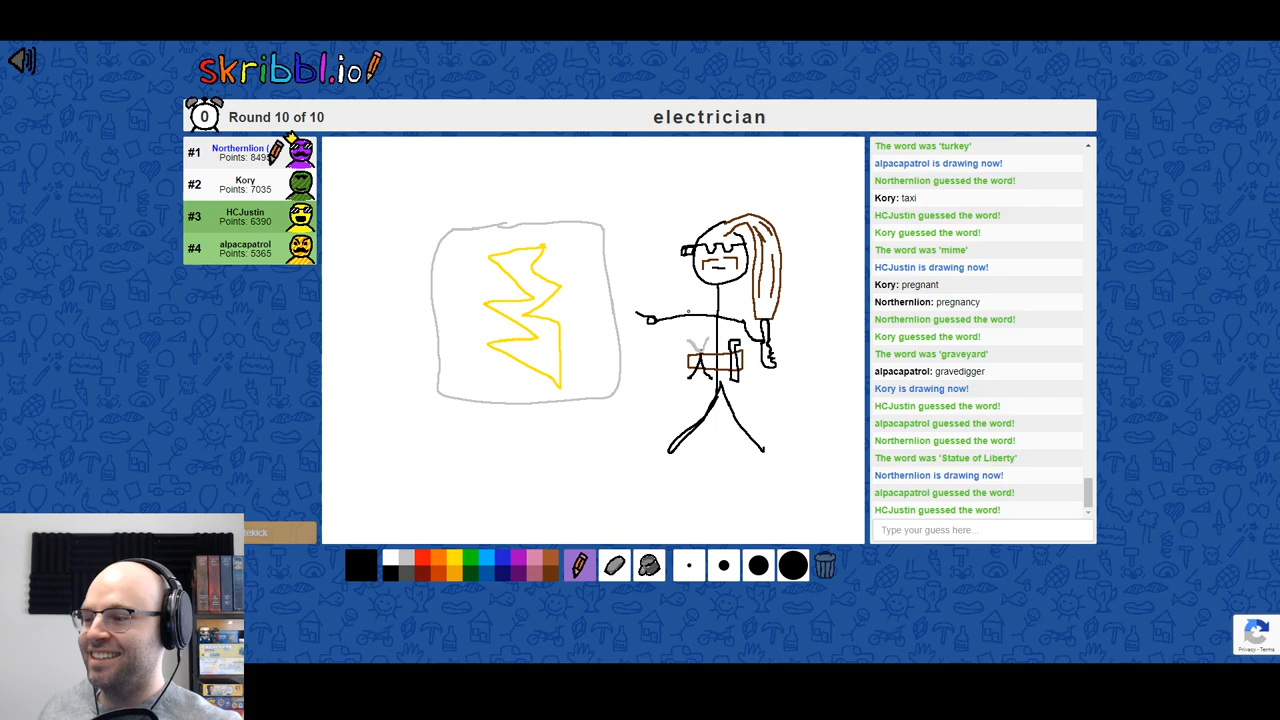 skribbl.io
0
Round 10 of 10
electrician
#1
Northernlion (
Points: 849
#2
Kory
Points: 7035
#3
HCJustin
Points: 6390
#4
alpacapatrol
Points: 5365
The word was 'turkey'
alpacapatrol is drawing now!
Northernlion guessed the word!
Kory: taxi
HCJustin guessed the word!
Kory guessed the word!
The word was 'mime'
HCJustin is drawing now!
Kory: pregnant
Northernlion: pregnancy
Northernlion guessed the word!
Kory guessed the word!
The word was 'graveyard'
alpacapatrol: gravedigger
Kory is drawing now!
HCJustin guessed the word!
alpacapatrol guessed the word!
Northernlion guessed the word!
The word was 'Statue of Liberty'
Northernlion is drawing now!
alpacapatrol guessed the word!
HCJustin guessed the word!
Type your guess here...
Privacy - Terms